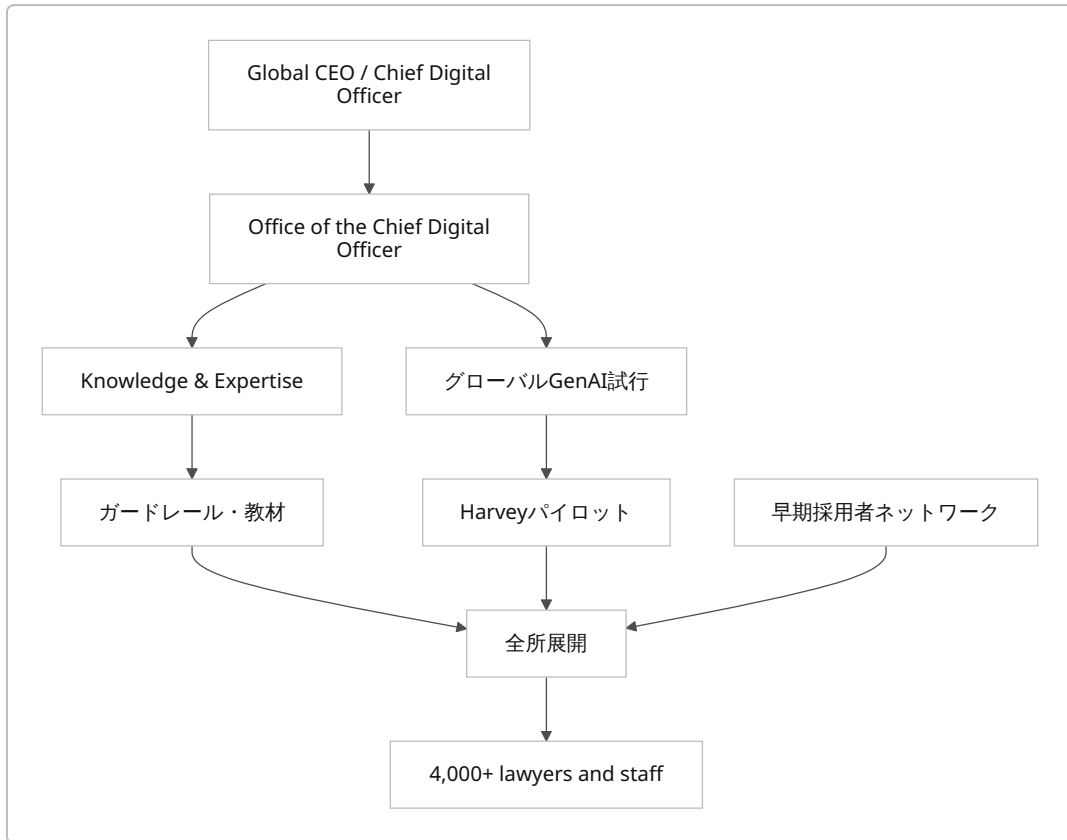 Global CEO / Chief Digital
Officer
Office of the Chief Digital
Officer
Knowledge & Expertise
グローバルGenAI試行
ガードレール・教材
Harveyパイロット
早期採用者ネットワーク
全所展開
4,000+ lawyers and staff